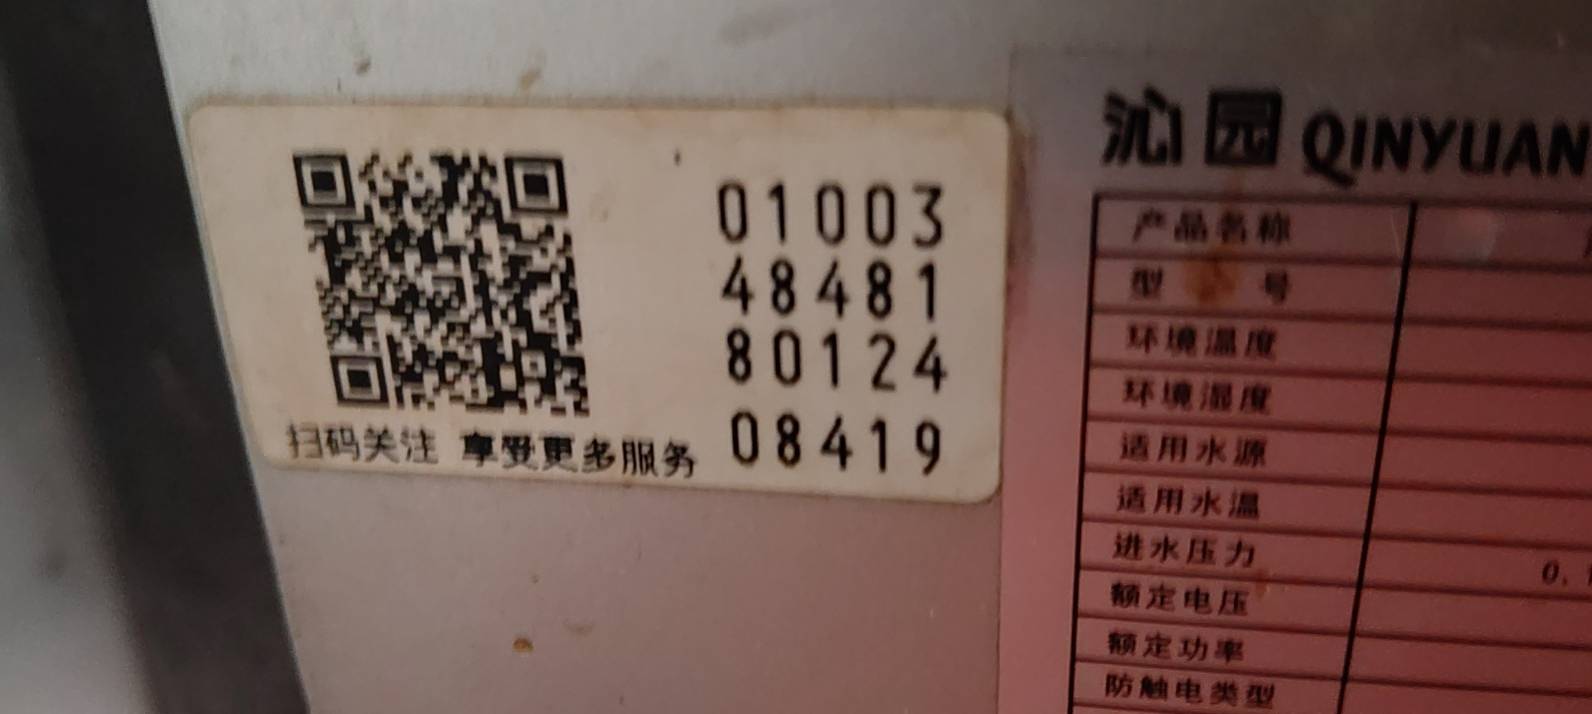 01003
48481
80124
08419
扫码关注 享受更多服务
沁园 QINYUAN
产品名称
型 号
环境温度
环境湿度
适用水源
适用水温
进水压力
0.
额定电压
额定功率
防触电类型